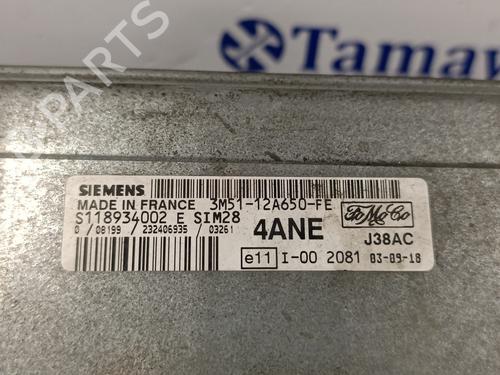 Tamay
B-PARTS
SIEMENS
MADE IN FRANCE 3M51-12A650-FE
S118934002 E SIM28
0 / 08199 / 232406935 / 03261
4ANE
FoMoCo
J38AC
e11 I-00 2081 03-09-18